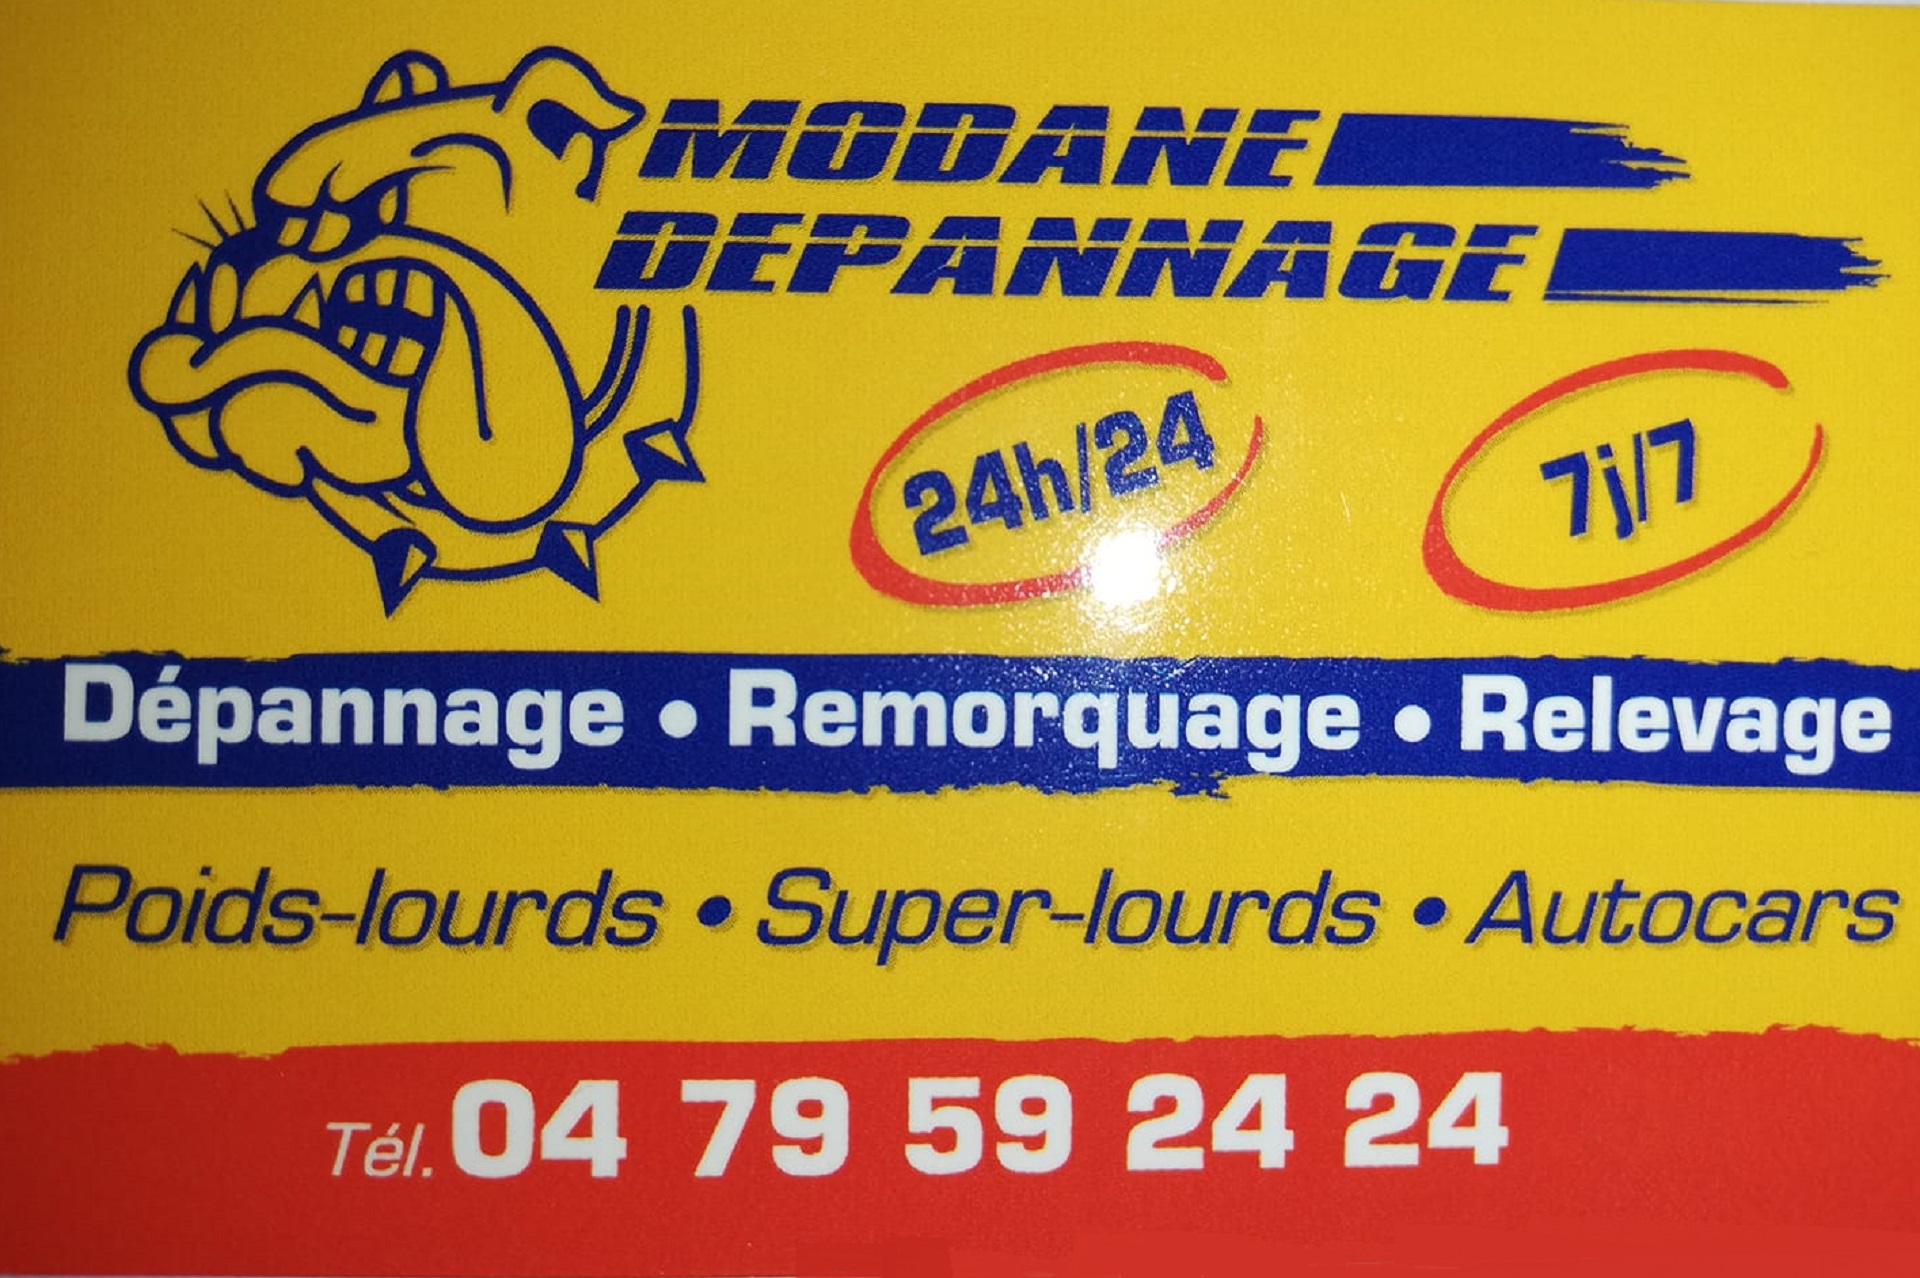 MODANE
DEPANNAGE
24h/24 7j/7
Dépannage • Remorquage • Relevage
Poids-lourds • Super-lourds • Autocars
Tél. 04 79 59 24 24